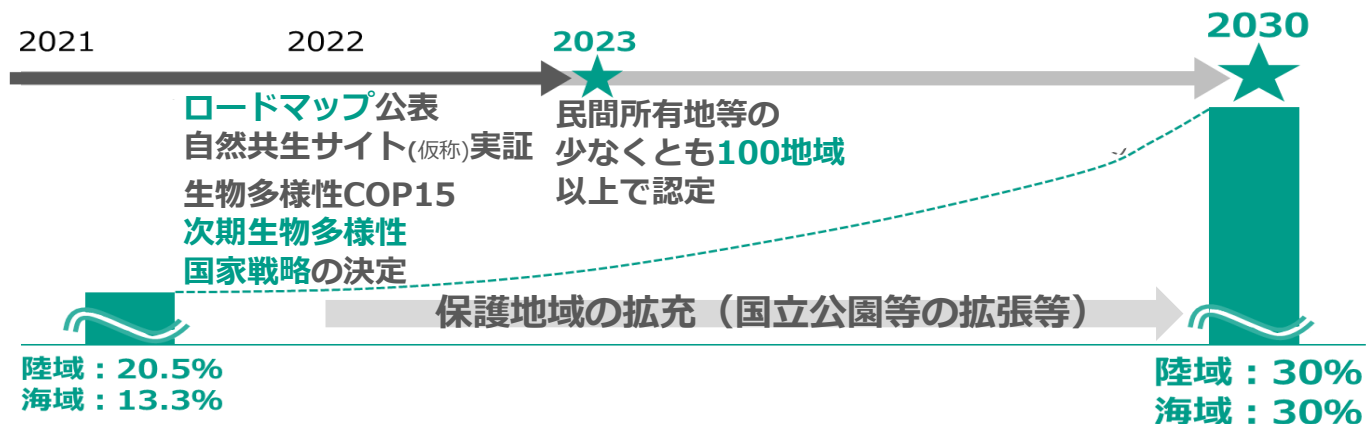 2021
2022
2023
2030
ロードマップ公表
自然共生サイト(仮称)実証
生物多様性COP15
次期生物多様性
国家戦略の決定
民間所有地等の
少なくとも100地域
以上で認定
保護地域の拡充（国立公園等の拡張等）
陸域：20.5%
海域：13.3%
陸域：30%
海域：30%